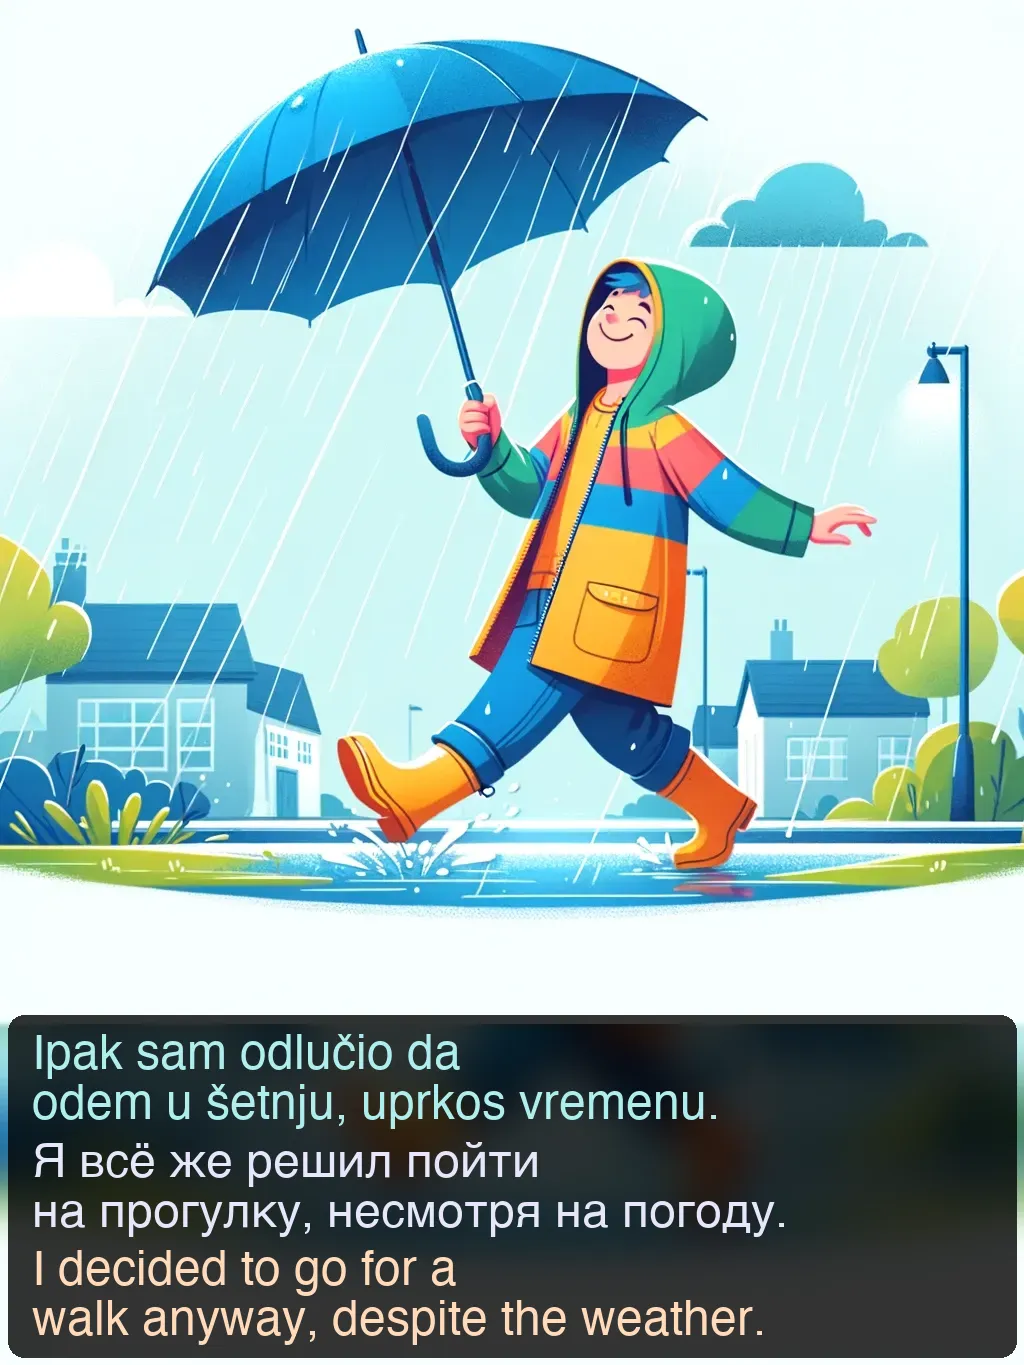 Ipak sam odlučio da
odem u šetnju, uprkos vremenu.
Я всё же решил пойти
на прогулку, несмотря на погоду.
I decided to go for a
walk anyway, despite the weather.